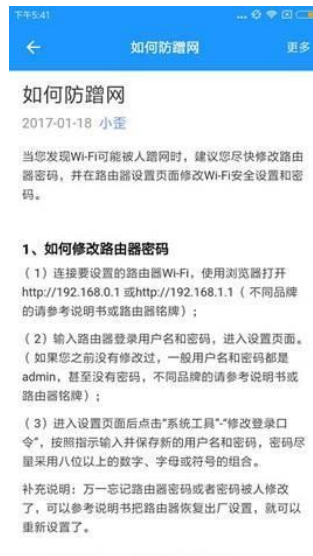 下午5:41
如何防蹭网
更多
如何防蹭网
2017-01-18 小歪
当您发现Wi-Fi可能被人蹭网时，建议您尽快修改路由
器密码，并在路由器设置页面修改Wi-Fi安全设置和密
码。
1、如何修改路由器密码
（1）连接要设置的路由器Wi-Fi，使用浏览器打开
http://192.168.0.1 或http://192.168.1.1（ 不同品牌
的请参考说明书或路由器铭牌）；
（2）输入路由器登录用户名和密码，进入设置页面。
（ 如果您之前没有修改过，一般用户名和密码都是
admin，甚至没有密码，不同品牌的请参考说明书或
路由器铭牌）；
（3）进入设置页面后点击“系统工具”-“修改登录口
令”，按照指示输入并保存新的用户名和密码，密码尽
量采用八位以上的数字、字母或符号的组合。
补充说明：万一忘记路由器密码或者密码被人修改
了，可以参考说明书把路由器恢复出厂设置，就可以
重新设置了。